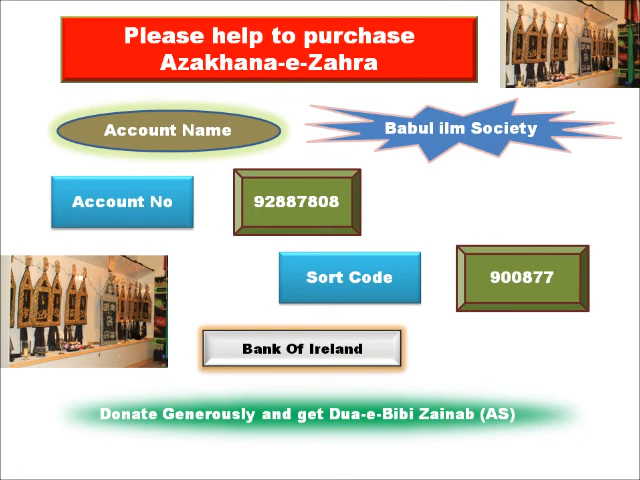 Please help to purchase
Azakhana-e-Zahra
Account Name
Babul ilm Society
Account No
92887808
Sort Code
900877
Bank Of Ireland
Donate Generously and get Dua-e-Bibi Zainab (AS)